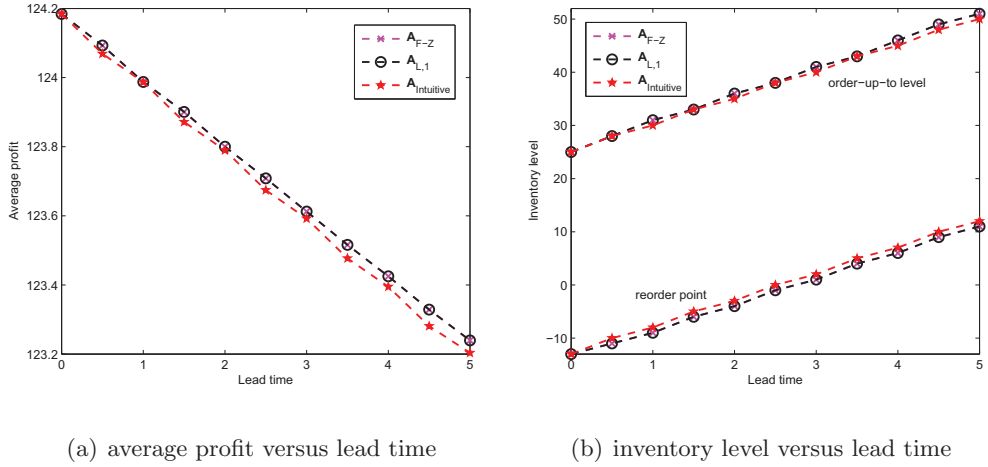 124.2
124
123.8
123.6
123.4
123.2
0 1 2 3 4 5
Lead time
Average profit
A_F−Z
A_L,1
A_Intuitive
50
40
30
20
10
0
−10
0 1 2 3 4 5
Lead time
Inventory level
A_F−Z
A_L,1
A_Intuitive
order−up−to level
reorder point
(a) average profit versus lead time
(b) inventory level versus lead time